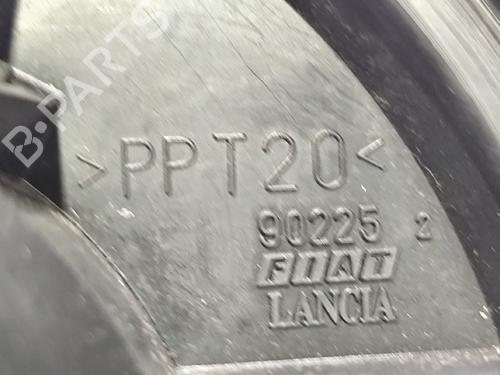 B-PARTS
>PPT20<
90225 2
FIAT
LANCIA